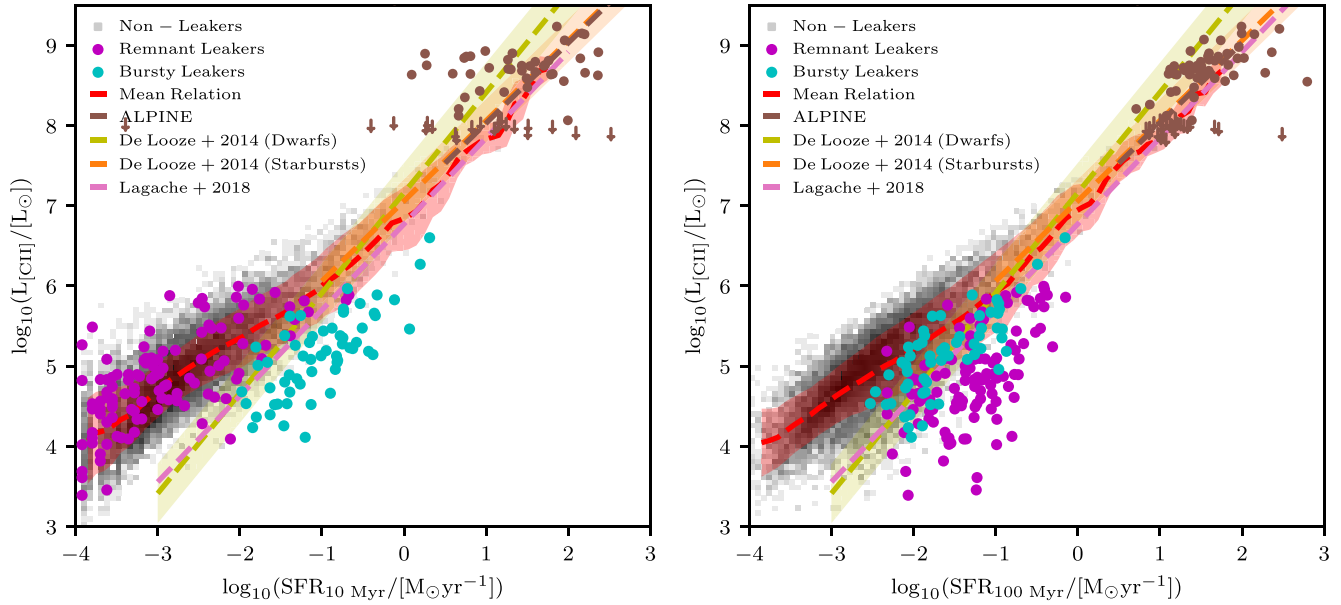 Non − Leakers
Remnant Leakers
Bursty Leakers
Mean Relation
ALPINE
De Looze + 2014 (Dwarfs)
De Looze + 2014 (Starbursts)
Lagache + 2018
9
8
7
6
5
4
3
log₁₀(L[CII]/[L⊙])
−4 −3 −2 −1 0 1 2 3
log₁₀(SFR₁₀ Myr/[M⊙yr⁻¹])
Non − Leakers
Remnant Leakers
Bursty Leakers
Mean Relation
ALPINE
De Looze + 2014 (Dwarfs)
De Looze + 2014 (Starbursts)
Lagache + 2018
9
8
7
6
5
4
3
log₁₀(L[CII]/[L⊙])
−4 −3 −2 −1 0 1 2 3
log₁₀(SFR₁₀₀ Myr/[M⊙yr⁻¹])